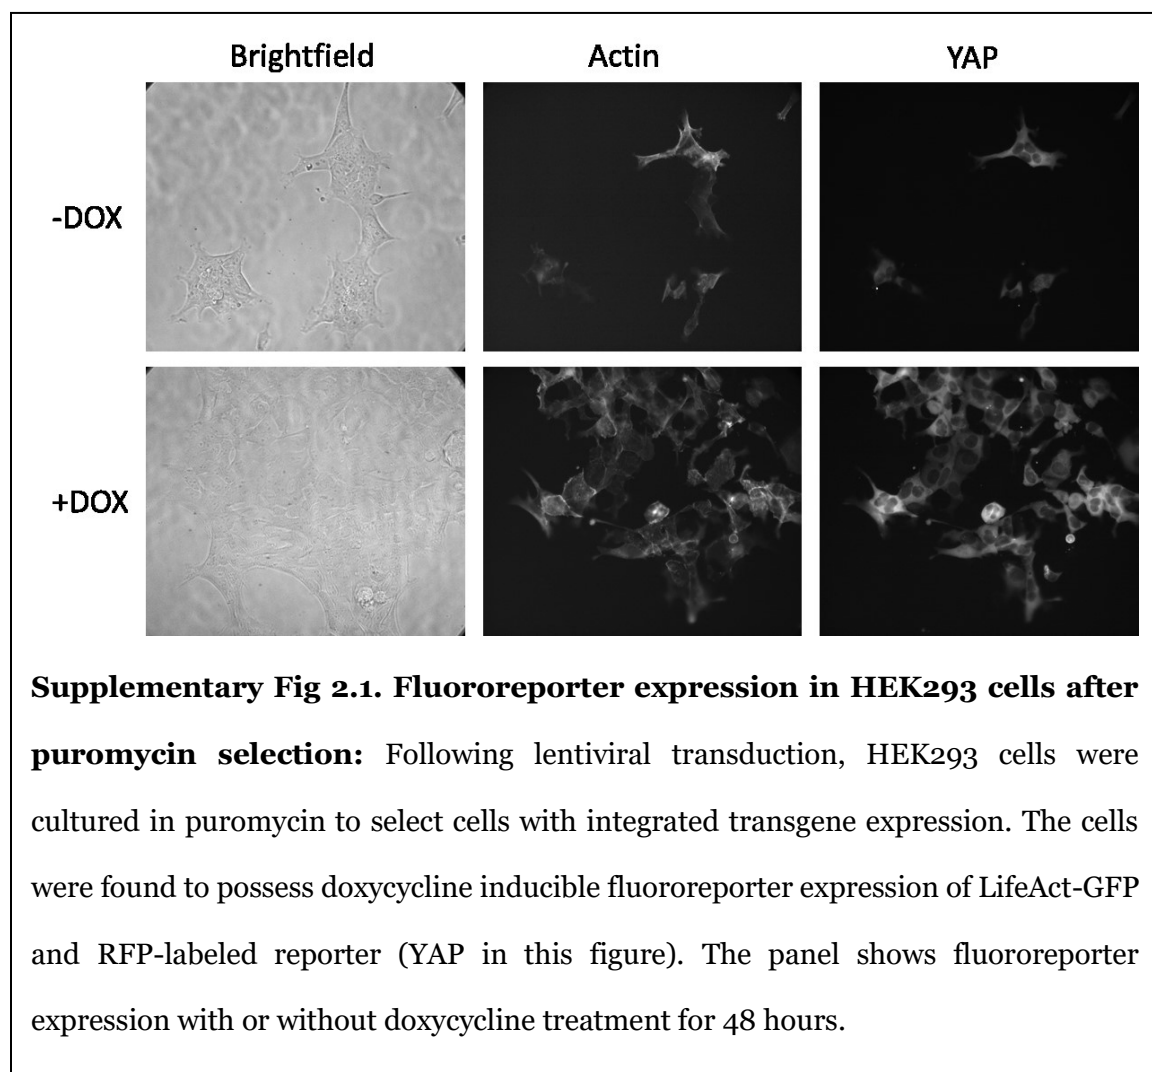 Brightfield Actin YAP
-DOX
+DOX
Supplementary Fig 2.1. Fluororeporter expression in HEK293 cells after
puromycin selection: Following lentiviral transduction, HEK293 cells were
cultured in puromycin to select cells with integrated transgene expression. The cells
were found to possess doxycycline inducible fluororeporter expression of LifeAct-GFP
and RFP-labeled reporter (YAP in this figure). The panel shows fluororeporter
expression with or without doxycycline treatment for 48 hours.